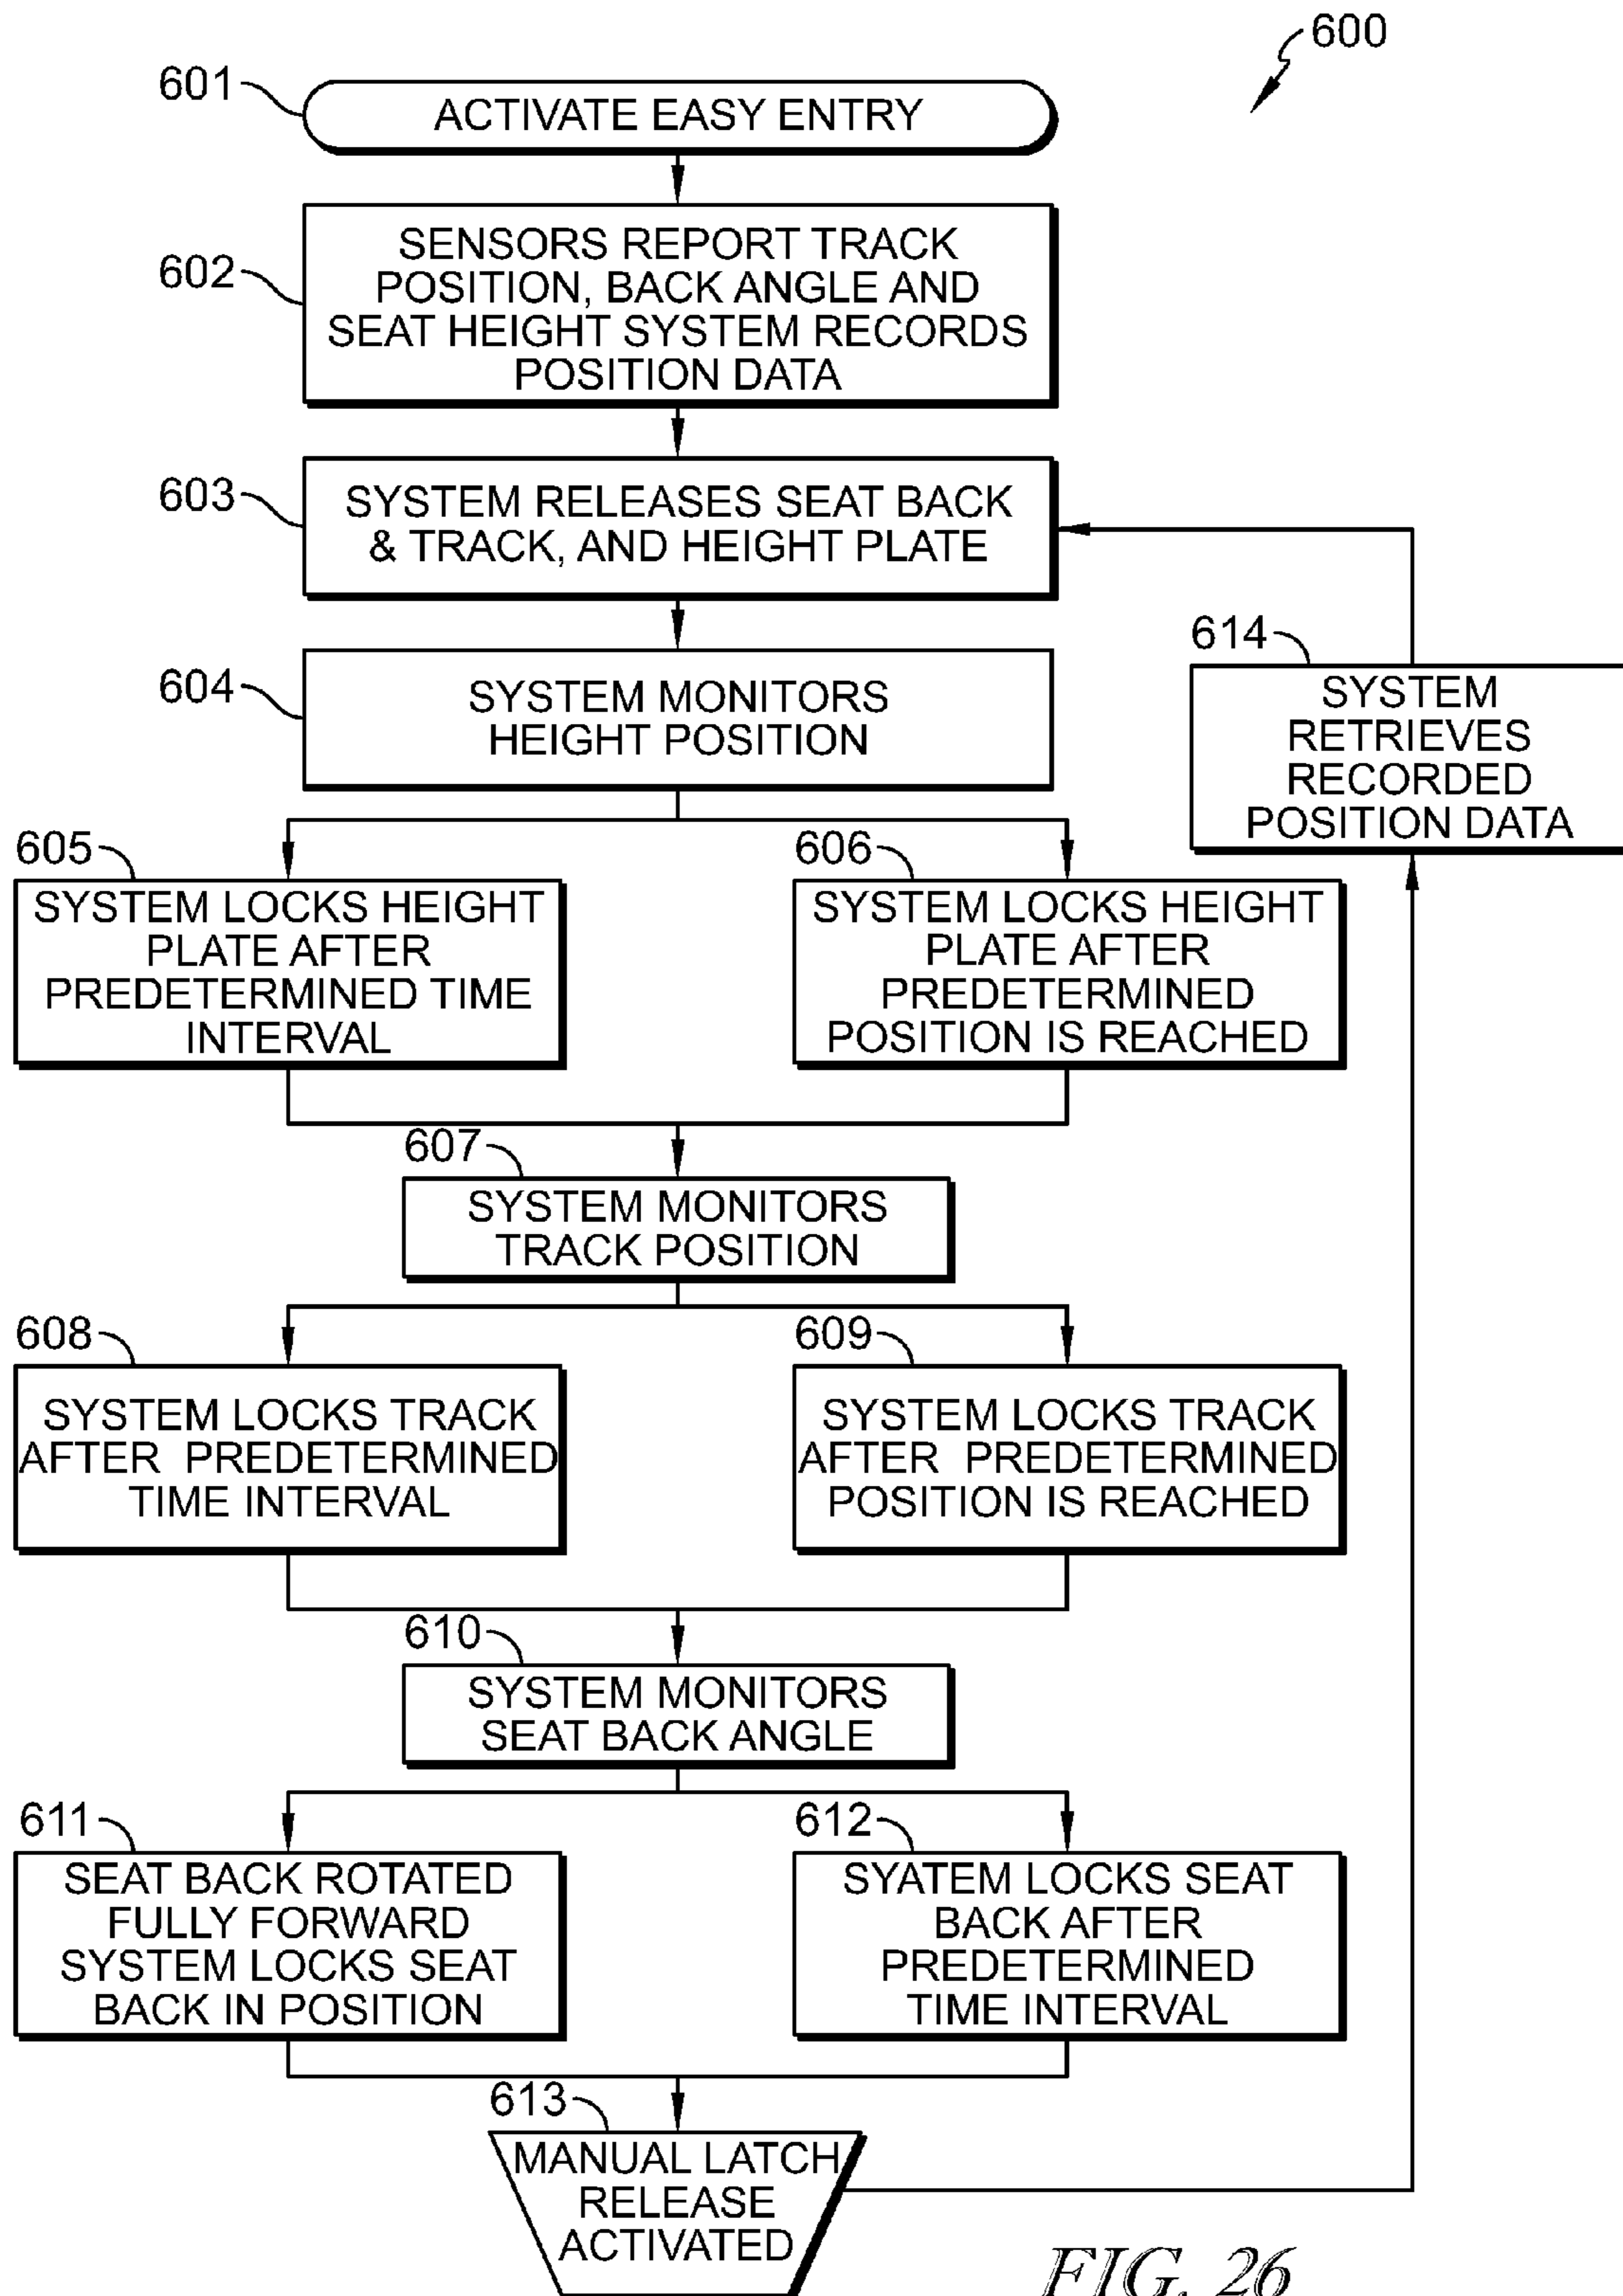 600
601
ACTIVATE EASY ENTRY
602
SENSORS REPORT TRACK
POSITION, BACK ANGLE AND
SEAT HEIGHT SYSTEM RECORDS
POSITION DATA
603
SYSTEM RELEASES SEAT BACK
& TRACK, AND HEIGHT PLATE
604
SYSTEM MONITORS
HEIGHT POSITION
614
SYSTEM
RETRIEVES
RECORDED
POSITION DATA
605
SYSTEM LOCKS HEIGHT
PLATE AFTER
PREDETERMINED TIME
INTERVAL
606
SYSTEM LOCKS HEIGHT
PLATE AFTER
PREDETERMINED
POSITION IS REACHED
607
SYSTEM MONITORS
TRACK POSITION
608
SYSTEM LOCKS TRACK
AFTER PREDETERMINED
TIME INTERVAL
609
SYSTEM LOCKS TRACK
AFTER PREDETERMINED
POSITION IS REACHED
610
SYSTEM MONITORS
SEAT BACK ANGLE
611
SEAT BACK ROTATED
FULLY FORWARD
SYSTEM LOCKS SEAT
BACK IN POSITION
612
SYATEM LOCKS SEAT
BACK AFTER
PREDETERMINED
TIME INTERVAL
613
MANUAL LATCH
RELEASE
ACTIVATED
FIG. 26